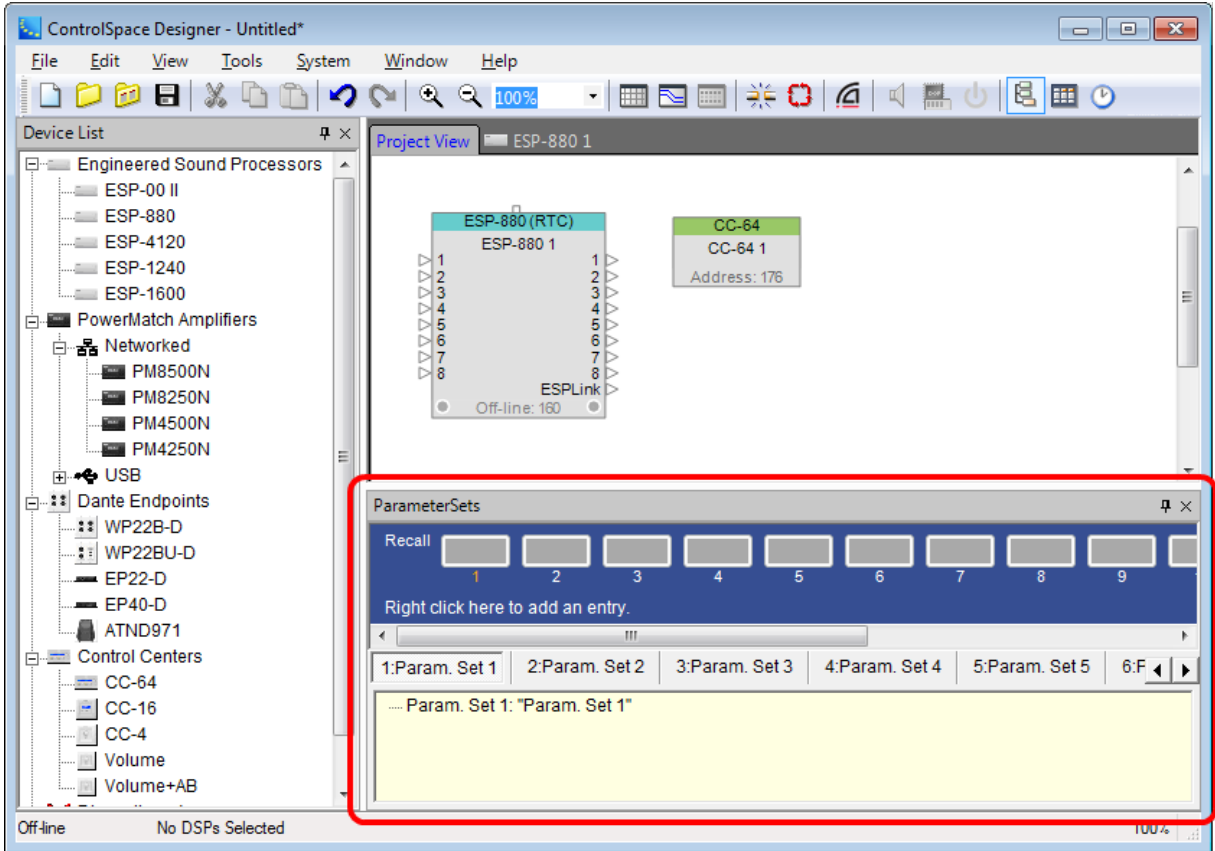 ControlSpace Designer - Untitled*
File Edit View Tools System Window Help
100%
Device List
Engineered Sound Processors
ESP-00 II
ESP-880
ESP-4120
ESP-1240
ESP-1600
PowerMatch Amplifiers
Networked
PM8500N
PM8250N
PM4500N
PM4250N
USB
Dante Endpoints
WP22B-D
WP22BU-D
EP22-D
EP40-D
ATND971
Control Centers
CC-64
CC-16
CC-4
Volume
Volume+AB
Project View ESP-880 1
ESP-880 (RTC)
ESP-880 1
1 1
2 2
3 3
4 4
5 5
6 6
7 7
8 8
ESPLink
Off-line: 160
CC-64
CC-64 1
Address: 176
ParameterSets
Recall
1 2 3 4 5 6 7 8 9
Right click here to add an entry.
1:Param. Set 1 2:Param. Set 2 3:Param. Set 3 4:Param. Set 4 5:Param. Set 5 6:
Param. Set 1: "Param. Set 1"
Off-line No DSPs Selected 100%